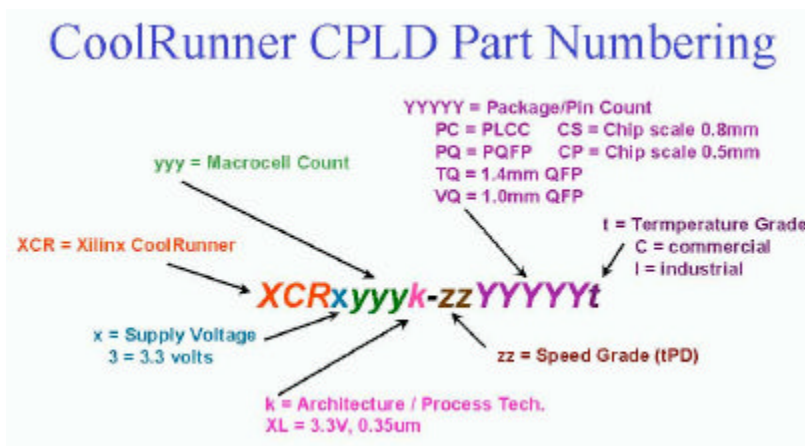 CoolRunner CPLD Part Numbering
YYYYY = Package/Pin Count
PC = PLCC CS = Chip scale 0.8mm
PQ = PQFP CP = Chip scale 0.5mm
TQ = 1.4mm QFP
VQ = 1.0mm QFP
yyy = Macrocell Count
t = Termperature Grade
C = commercial
I = industrial
XCR = Xilinx CoolRunner
XCRxyyyk-zzYYYYYt
x = Supply Voltage
3 = 3.3 volts
zz = Speed Grade (tPD)
k = Architecture / Process Tech.
XL = 3.3V, 0.35um